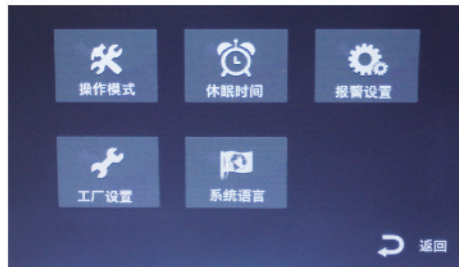 操作模式
休眠时间
报警设置
工厂设置
系统语言
返回